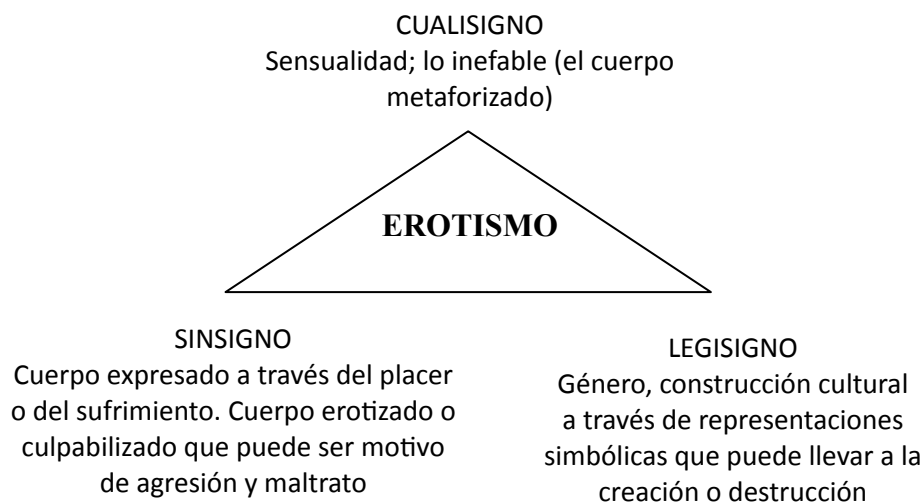 CUALISIGNO
Sensualidad; lo inefable (el cuerpo
metaforizado)
EROTISMO
SINSIGNO
Cuerpo expresado a través del placer
o del sufrimiento. Cuerpo erotizado o
culpabilizado que puede ser motivo
de agresión y maltrato
LEGISIGNO
Género, construcción cultural
a través de representaciones
simbólicas que puede llevar a la
creación o destrucción